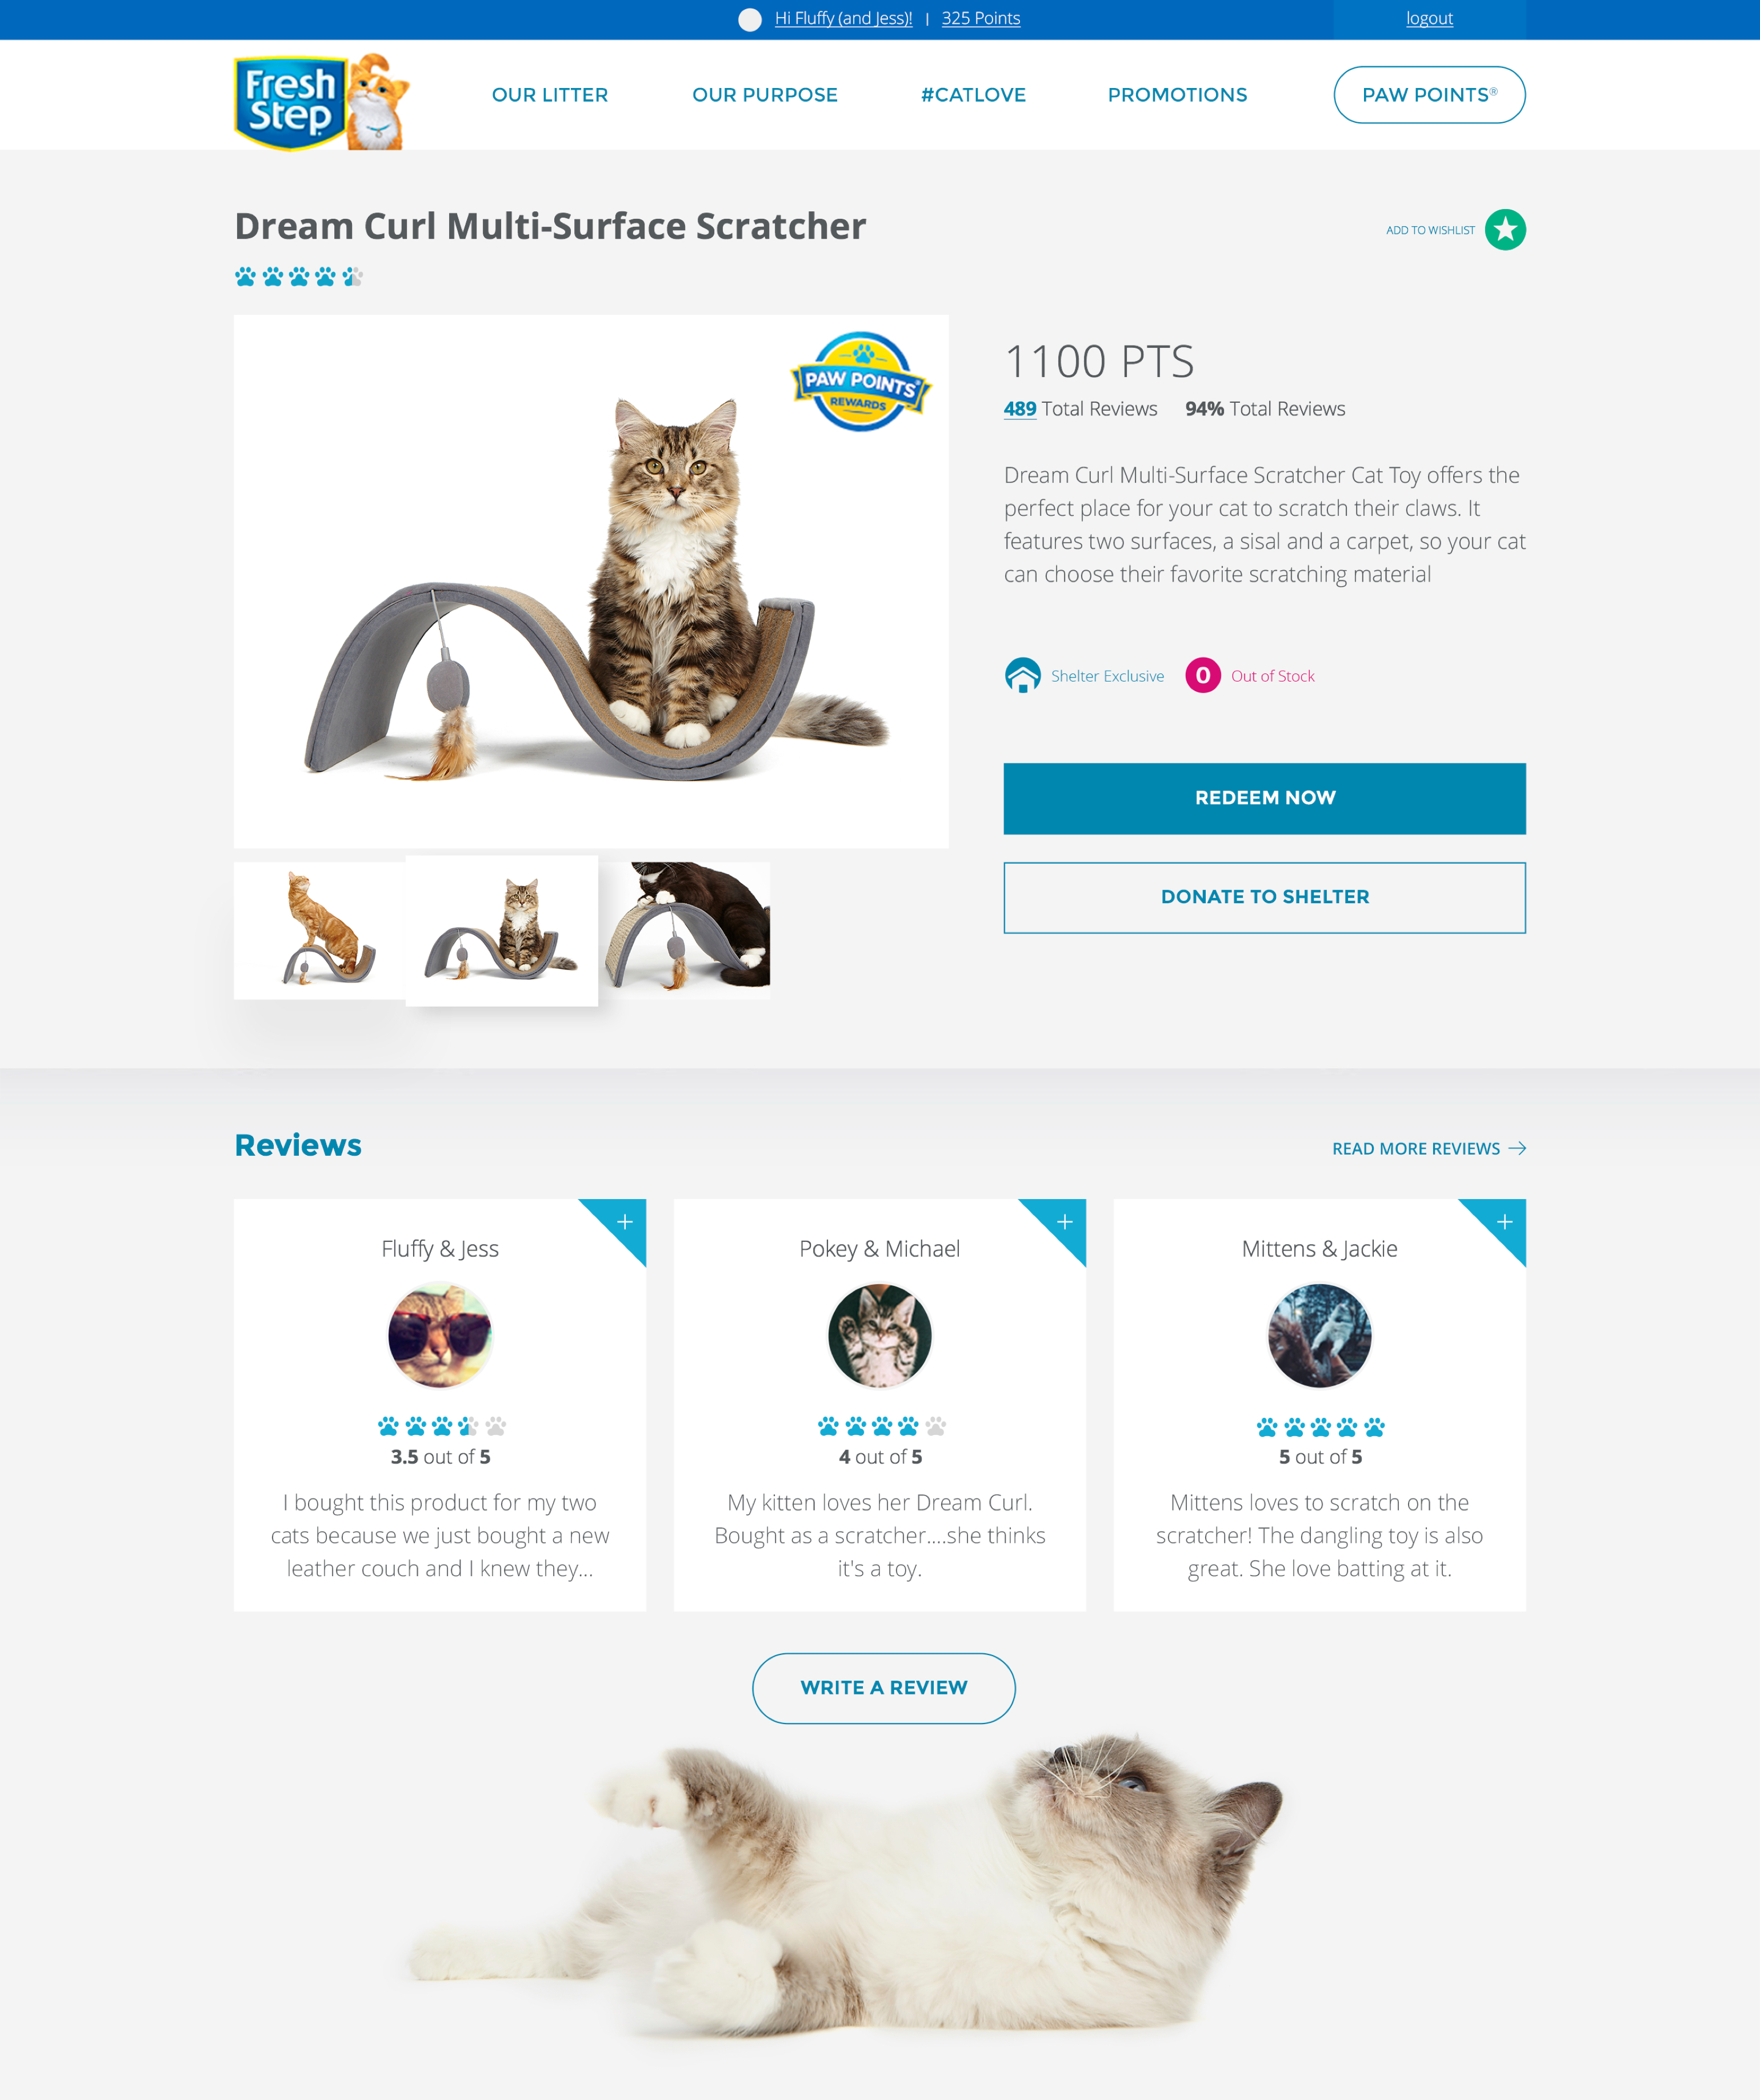 Hi Fluffy (and Jess)! | 325 Points
logout
Fresh
Step
OUR LITTER
OUR PURPOSE
#CATLOVE
PROMOTIONS
PAW POINTS®
Dream Curl Multi-Surface Scratcher
ADD TO WISHLIST
PAW POINTS®
REWARDS
1100 PTS
489 Total Reviews 94% Total Reviews
Dream Curl Multi-Surface Scratcher Cat Toy offers the
perfect place for your cat to scratch their claws. It
features two surfaces, a sisal and a carpet, so your cat
can choose their favorite scratching material
Shelter Exclusive
0 Out of Stock
REDEEM NOW
DONATE TO SHELTER
Reviews
READ MORE REVIEWS
Fluffy & Jess
3.5 out of 5
I bought this product for my two
cats because we just bought a new
leather couch and I knew they...
Pokey & Michael
4 out of 5
My kitten loves her Dream Curl.
Bought as a scratcher....she thinks
it's a toy.
Mittens & Jackie
5 out of 5
Mittens loves to scratch on the
scratcher! The dangling toy is also
great. She love batting at it.
WRITE A REVIEW